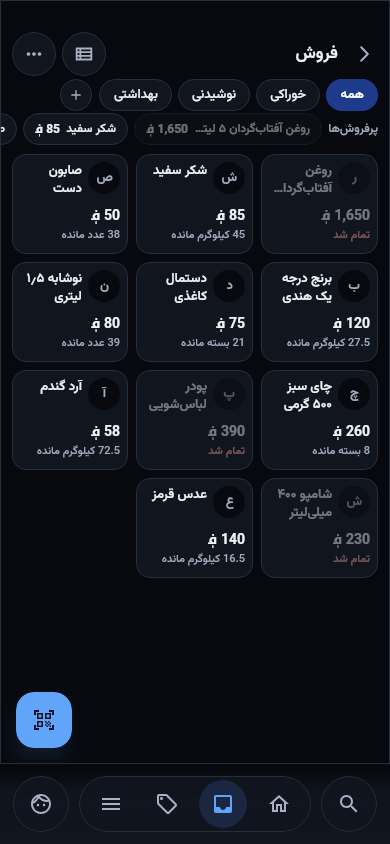 فروش
همه
خوراکی
نوشیدنی
بهداشتی
پرفروش‌ها
روغن آفتاب‌گردان ۵ لیتـ… 1,650 ؋
شکر سفید 85 ؋
ر
روغن
آفتاب‌گردا…
1,650 ؋
تمام شد
ش
شکر سفید
85 ؋
45 کیلوگرم مانده
ص
صابون
دست
50 ؋
38 عدد مانده
ب
برنج درجه
یک هندی
120 ؋
27.5 کیلوگرم مانده
د
دستمال
کاغذی
75 ؋
21 بسته مانده
ن
نوشابه ۱٫۵
لیتری
80 ؋
39 عدد مانده
چ
چای سبز
۵۰۰ گرمی
260 ؋
8 بسته مانده
پ
پودر
لباس‌شویی
390 ؋
تمام شد
آ
آرد گندم
58 ؋
72.5 کیلوگرم مانده
ش
شامپو ۴۰۰
میلی‌لیتر
230 ؋
تمام شد
ع
عدس قرمز
140 ؋
16.5 کیلوگرم مانده